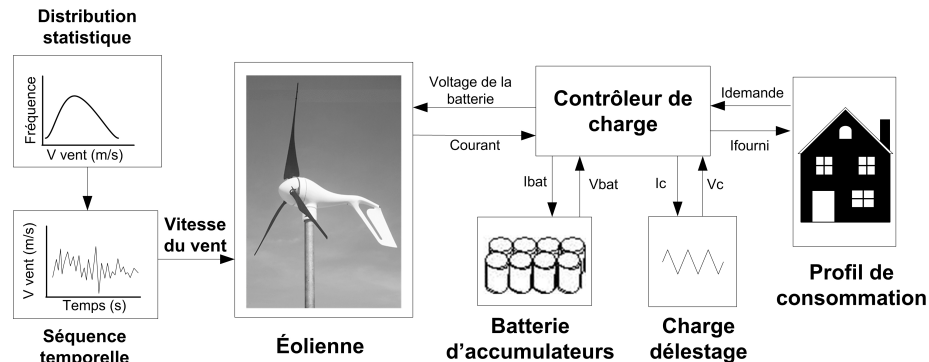 Distribution
statistique
Fréquence
V vent (m/s)
V vent (m/s)
Temps (s)
Séquence
temporelle
Vitesse
du vent
Éolienne
Voltage de la
batterie
Courant
Contrôleur de
charge
Ibat
Vbat
Ic
Vc
Batterie
d'accumulateurs
Charge
délestage
Idemande
Ifourni
Profil de
consommation